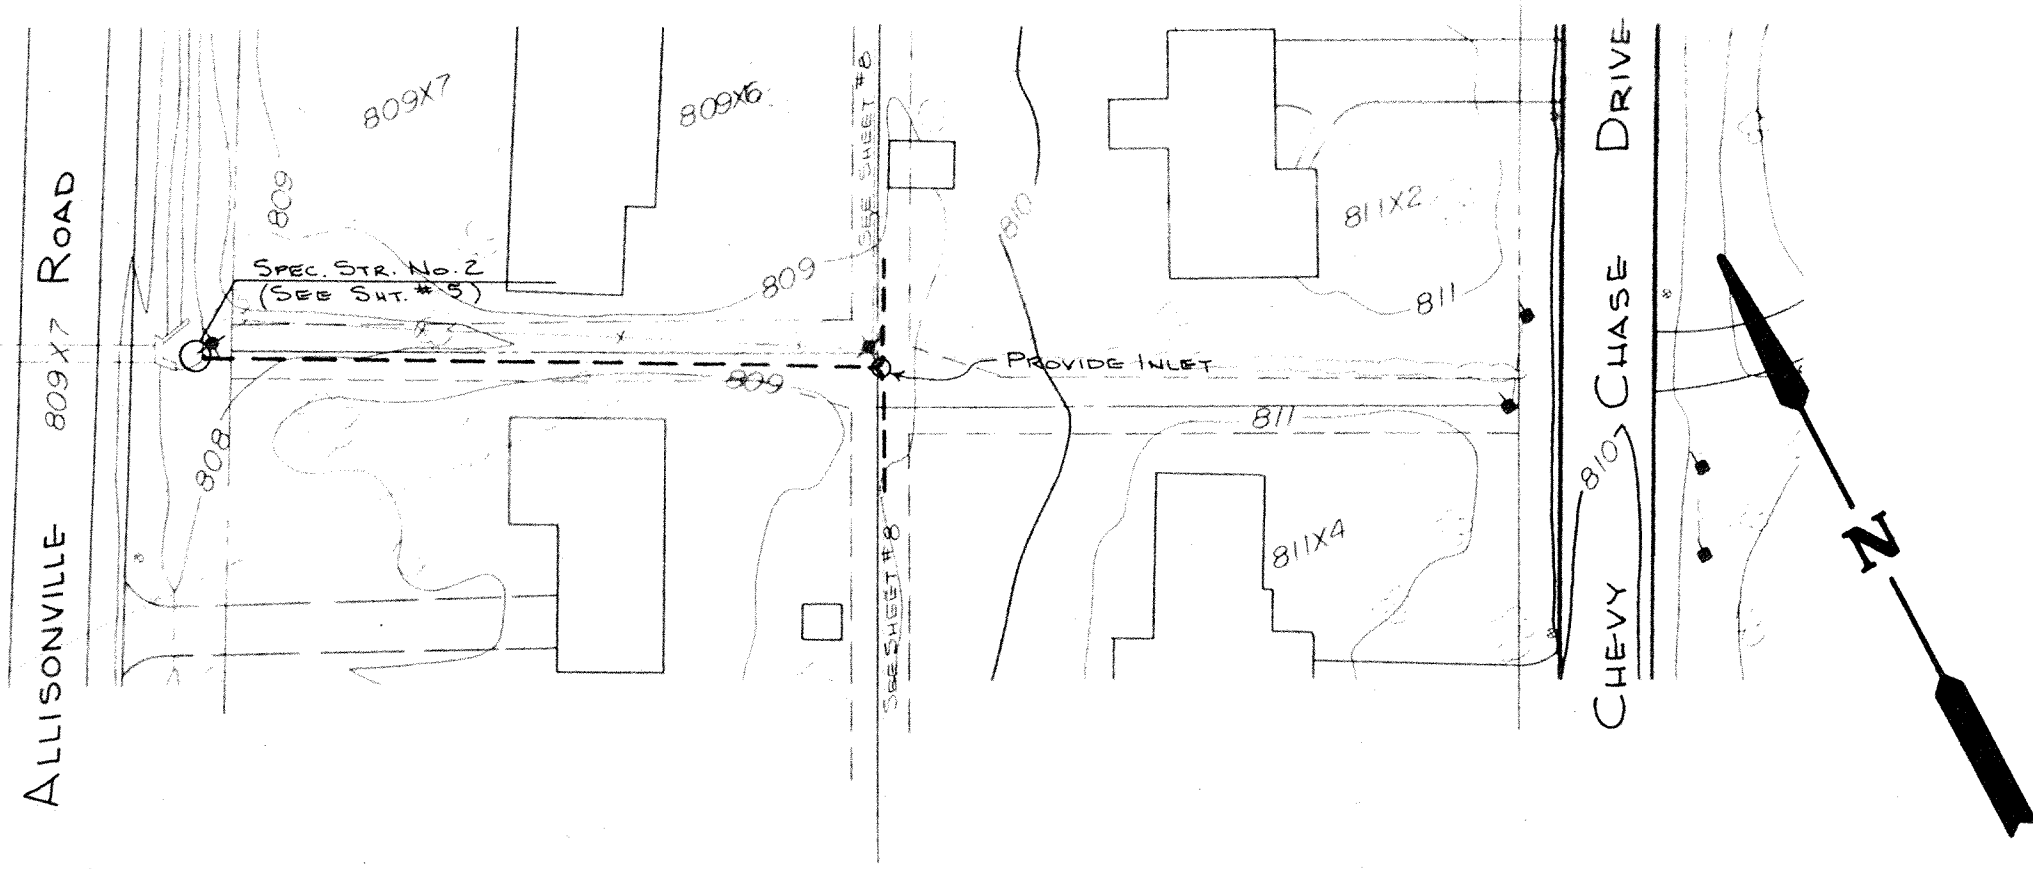 ALLISONVILLE ROAD
809X7
809X7
809X6
809
SPEC. STR. NO. 2
(SEE SHT. # 5)
809
808
809
SEE SHEET #8
SEE SHEET #8
810
PROVIDE INLET
811X2
811
811
811X4
810
CHEVY CHASE DRIVE
N